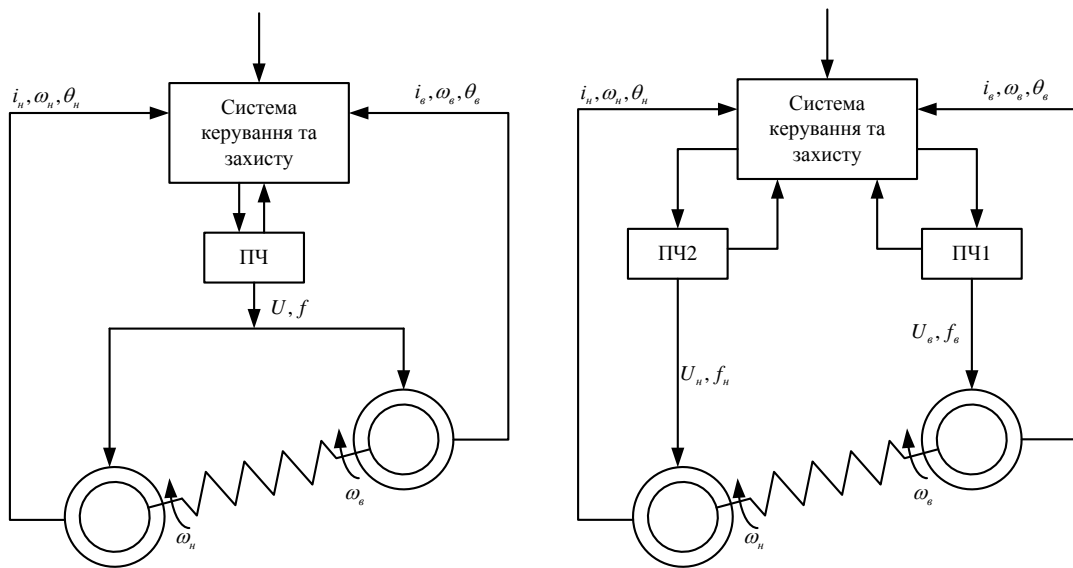 i_н, ω_н, θ_н
Система
керування та
захисту
i_в, ω_в, θ_в
ПЧ
U, f
ω_в
ω_н
i_н, ω_н, θ_н
Система
керування та
захисту
i_в, ω_в, θ_в
ПЧ2
ПЧ1
U_в, f_в
U_н, f_н
ω_в
ω_н